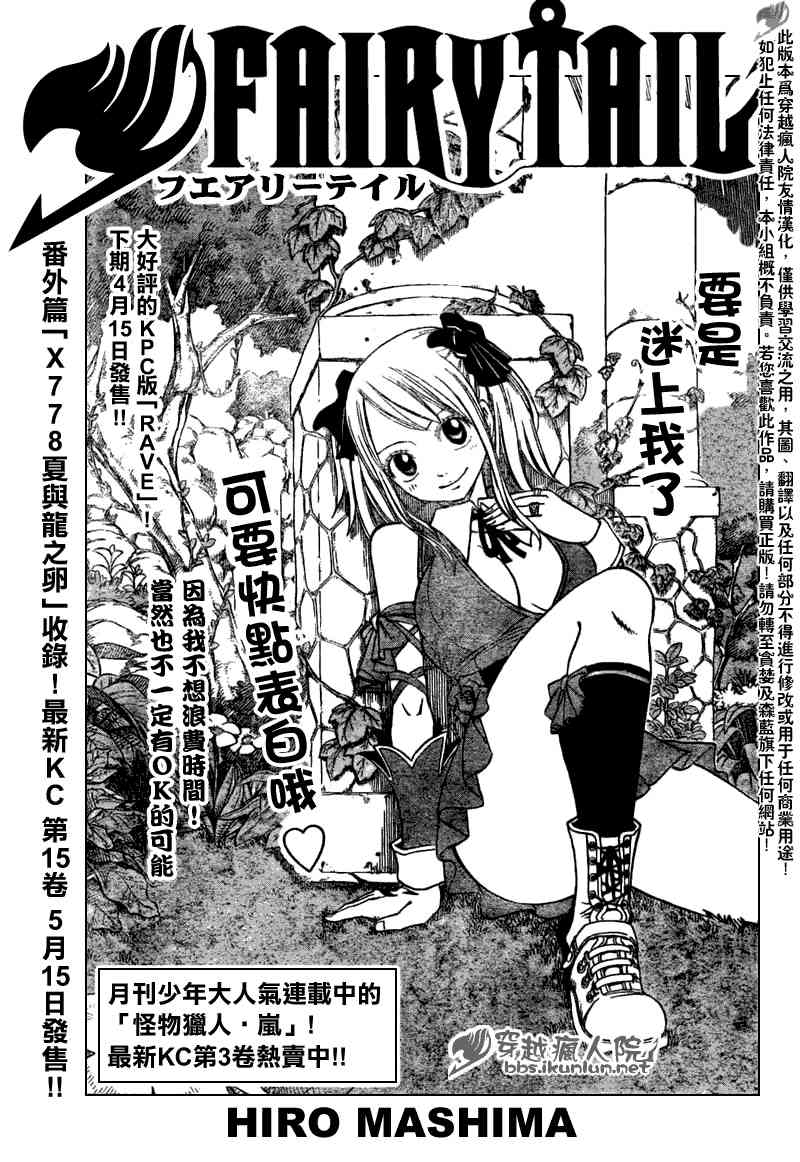 FAIRY TAIL
フエアリーテイル
此版本爲穿越瘋人院友情漢化，僅供學習交流之用，其圖、翻譯以及任何部分不得進行修改或用于任何商業用途！
如犯上任何法律責任，本小組概不負責。若您喜歡此作品，請購買正版！請勿轉至貪婪及森藍旗下任何網站！
要是
迷上我了
可要快點表白哦
♡
因為我不想浪費時間！
當然也不一定有OK的可能
大好評的KPC版「RAVE」！
下期4月15日發售!!
番外篇「X778夏與龍之卵」收錄！最新KC 第15卷 5月15日發售!!
月刊少年大人氣連載中的
「怪物獵人·嵐」！
最新KC第3卷熱賣中!!
穿越瘋人院
bbs.ikunlun.net
HIRO MASHIMA